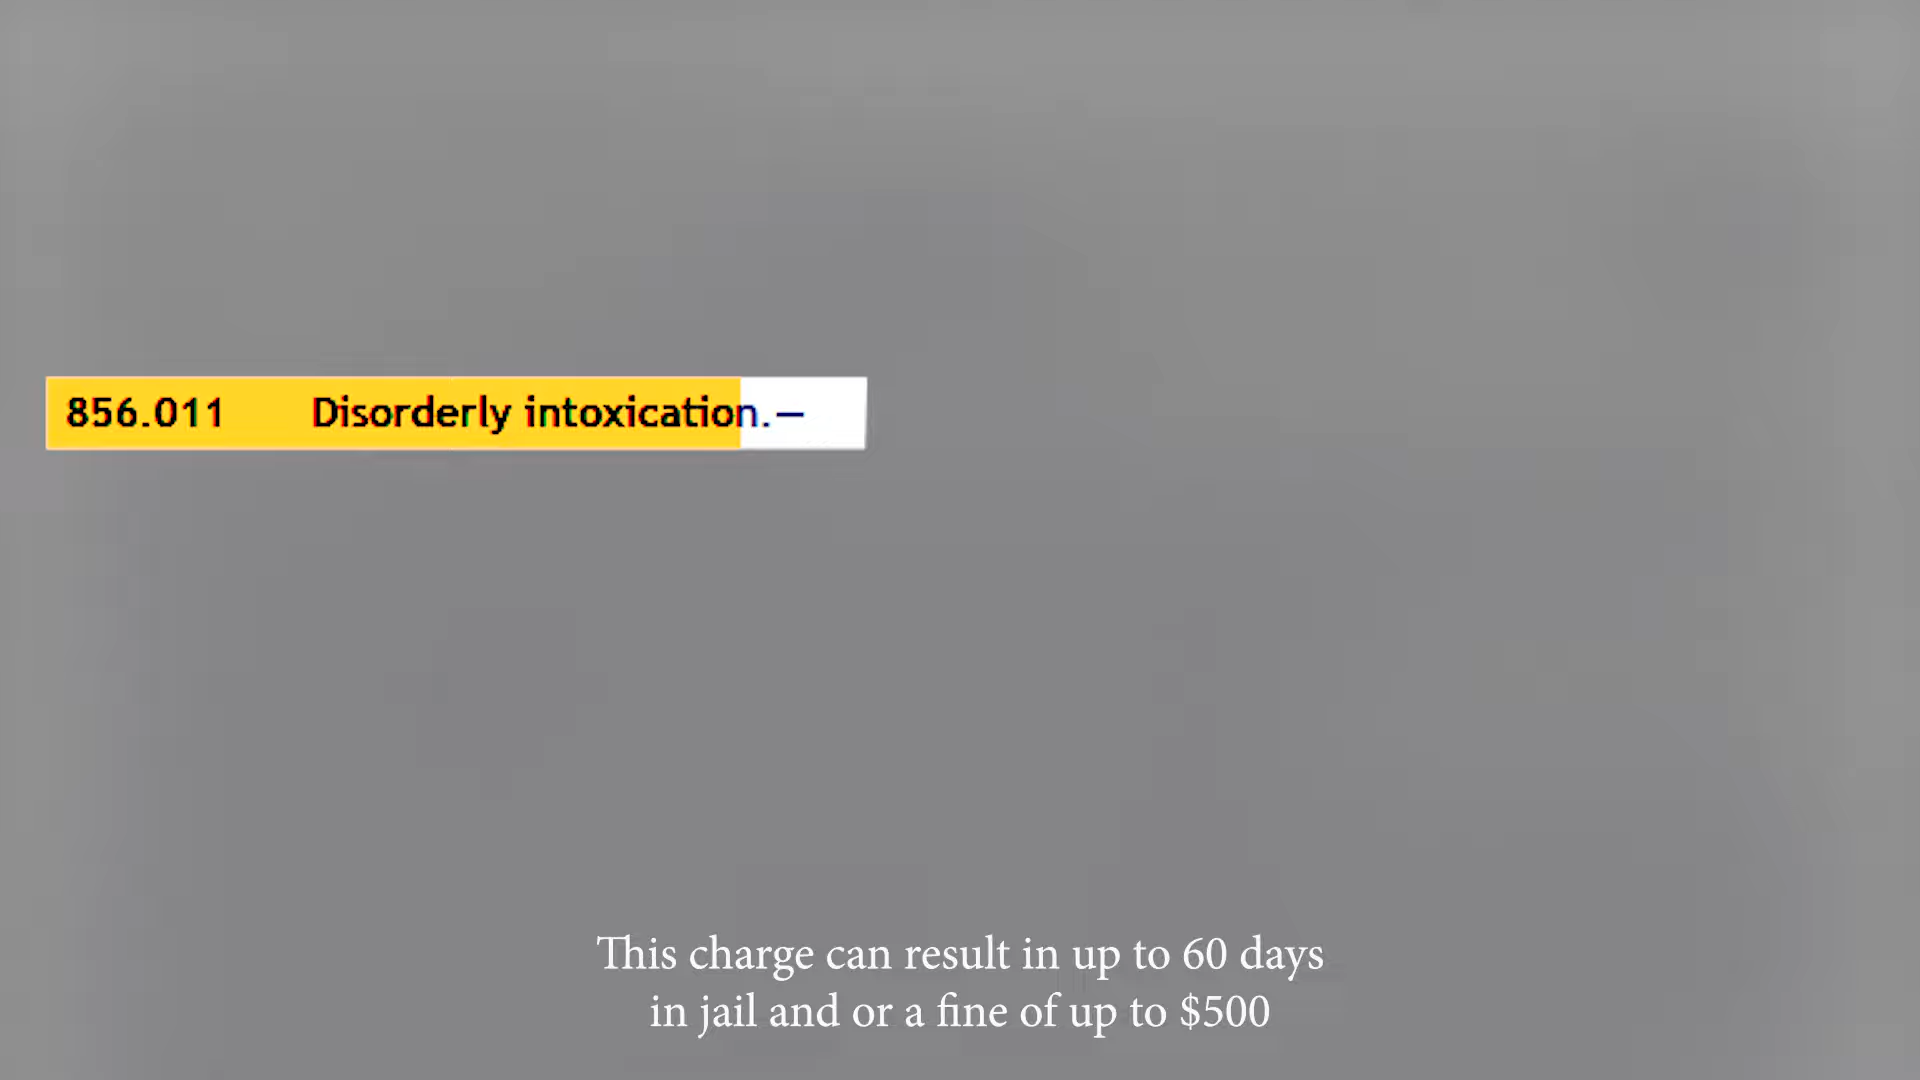 856.011 Disorderly intoxication.—
This charge can result in up to 60 days
in jail and or a fine of up to $500